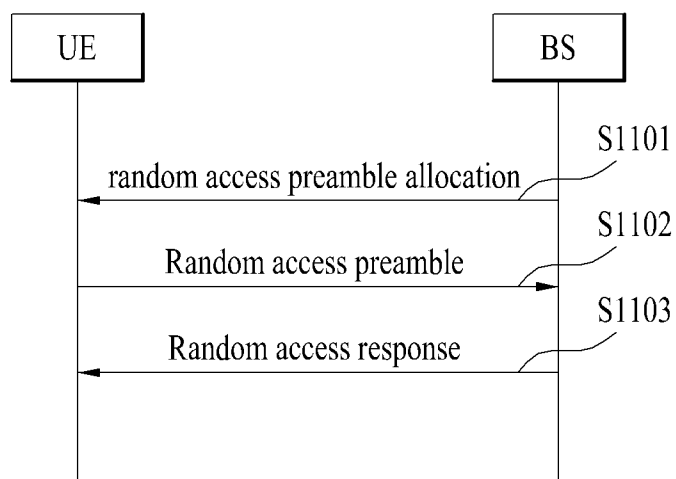 UE
BS
S1101
random access preamble allocation
S1102
Random access preamble
S1103
Random access response